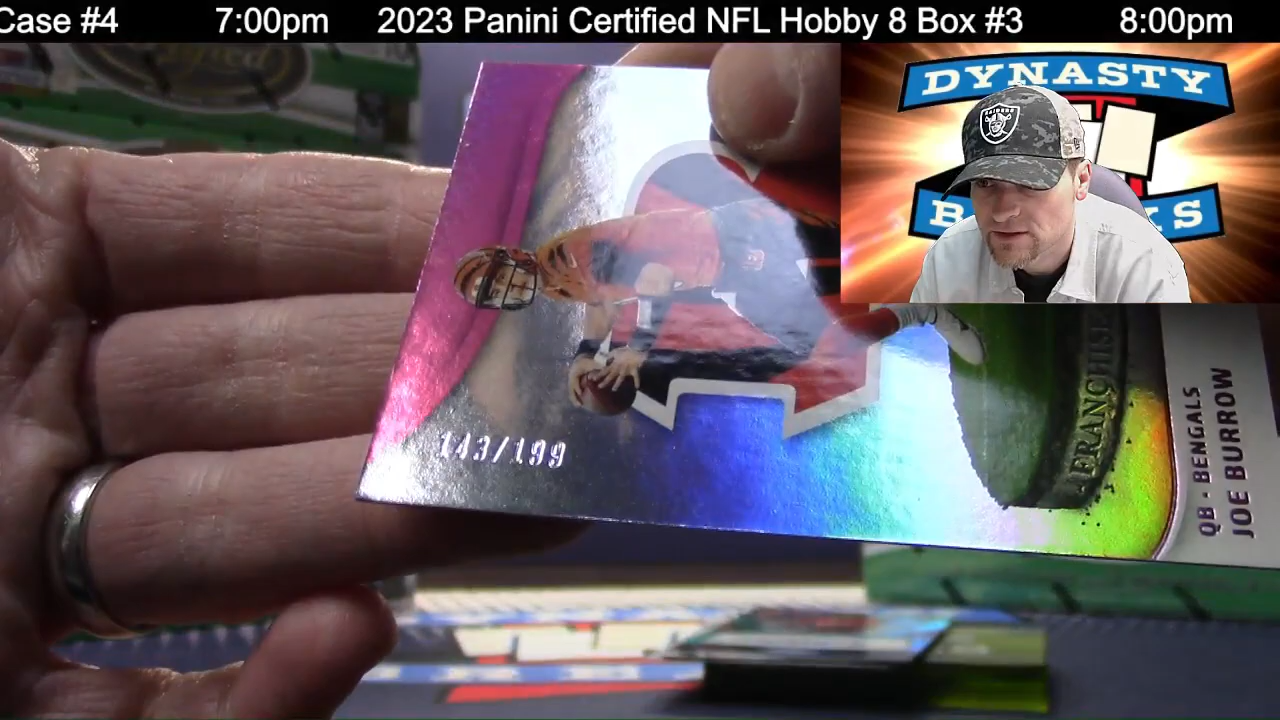 Case #4 7:00pm 2023 Panini Certified NFL Hobby 8 Box #3 8:00pm
DYNASTY
RAIDERS
143/199
FRANCHISE
QB • BENGALS
JOE BURROW